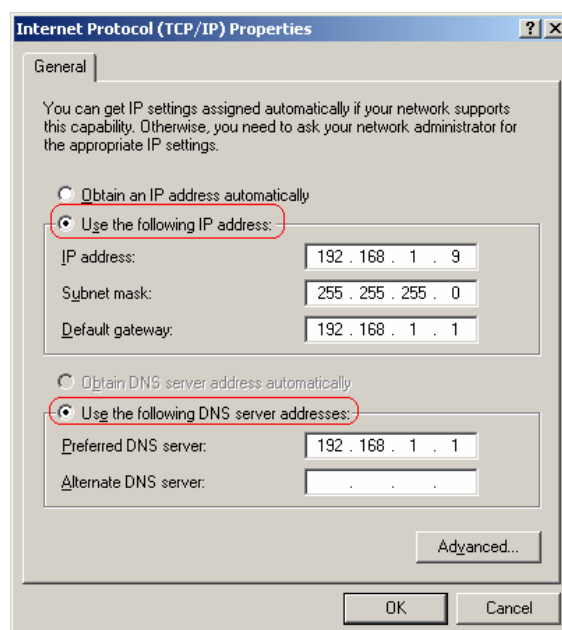 Internet Protocol (TCP/IP) Properties ? X
General
You can get IP settings assigned automatically if your network supports
this capability. Otherwise, you need to ask your network administrator for
the appropriate IP settings.
Obtain an IP address automatically
Use the following IP address:
IP address: 192 . 168 . 1 . 9
Subnet mask: 255 . 255 . 255 . 0
Default gateway: 192 . 168 . 1 . 1
Obtain DNS server address automatically
Use the following DNS server addresses:
Preferred DNS server: 192 . 168 . 1 . 1
Alternate DNS server: . . .
Advanced...
OK Cancel